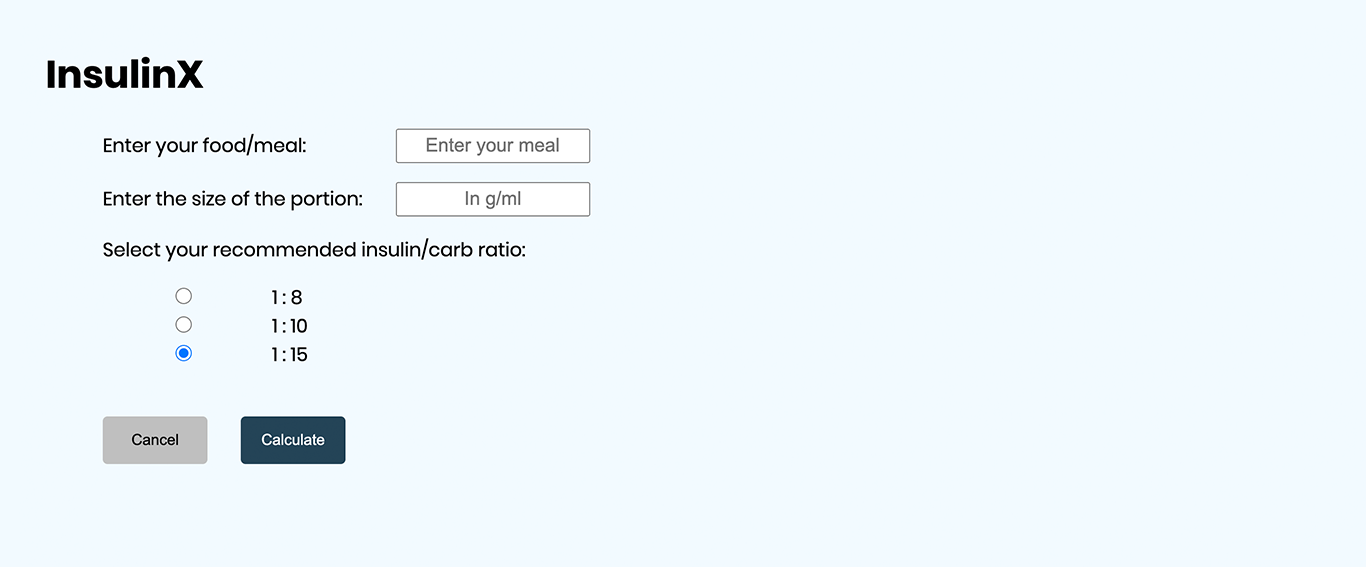 InsulinX
Enter your food/meal: Enter your meal
Enter the size of the portion: In g/ml
Select your recommended insulin/carb ratio:
1 : 8
1 : 10
1 : 15
Cancel Calculate